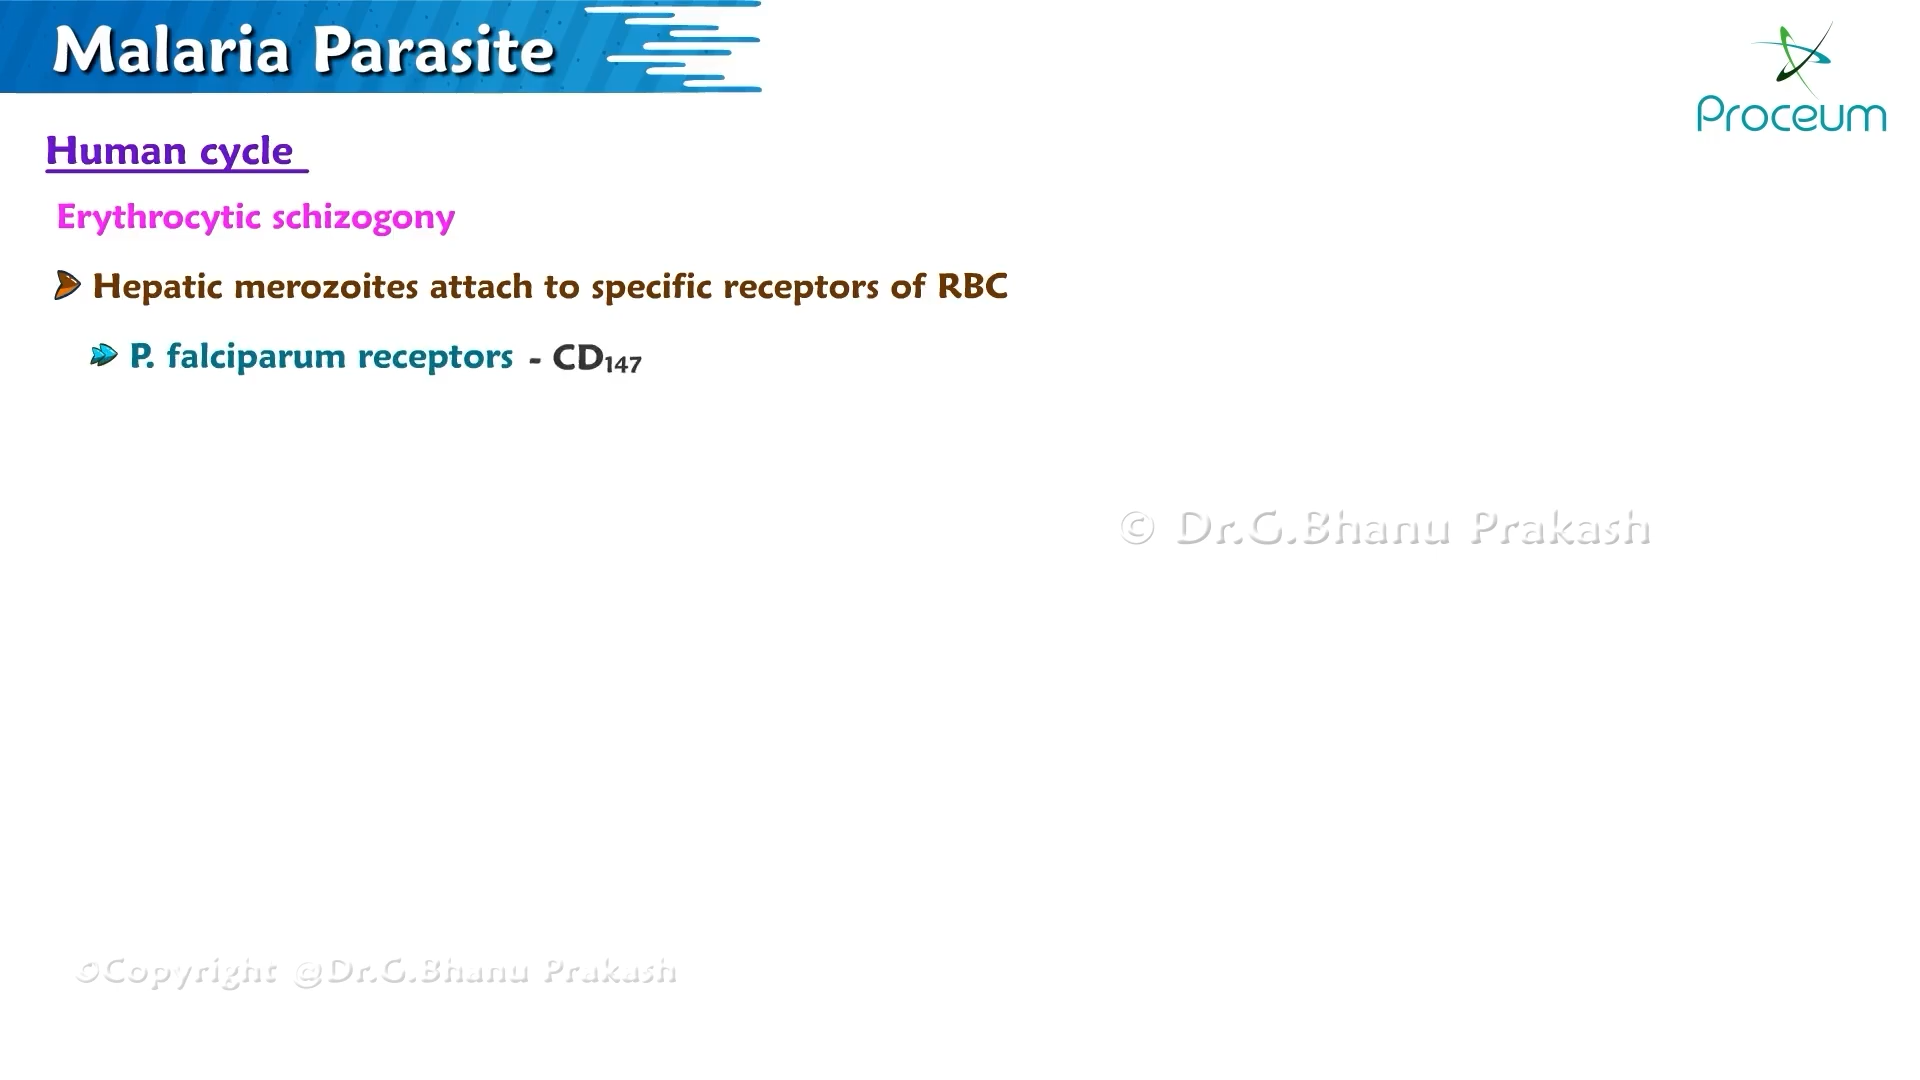 Malaria Parasite
Proceum
Human cycle
Erythrocytic schizogony
Hepatic merozoites attach to specific receptors of RBC
P. falciparum receptors - CD₁₄₇
© Dr.G.Bhanu Prakash
©Copyright @Dr.G.Bhanu Prakash